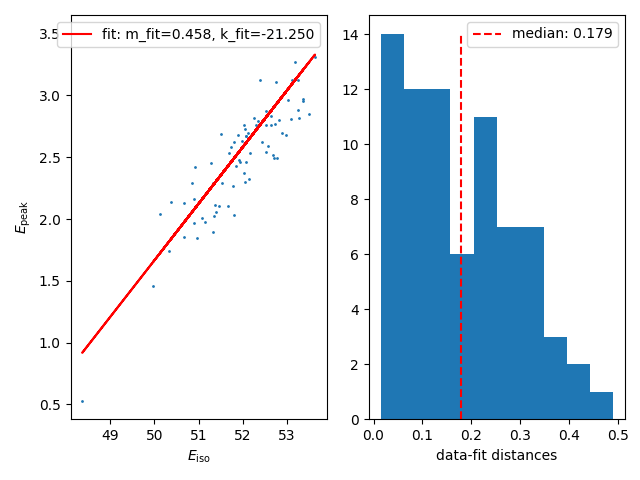 fit: m_fit=0.458, k_fit=-21.250
3.5
3.0
2.5
2.0
1.5
1.0
0.5
E_peak
49 50 51 52 53
E_iso
median: 0.179
14
12
10
8
6
4
2
0
0.0 0.1 0.2 0.3 0.4 0.5
data-fit distances